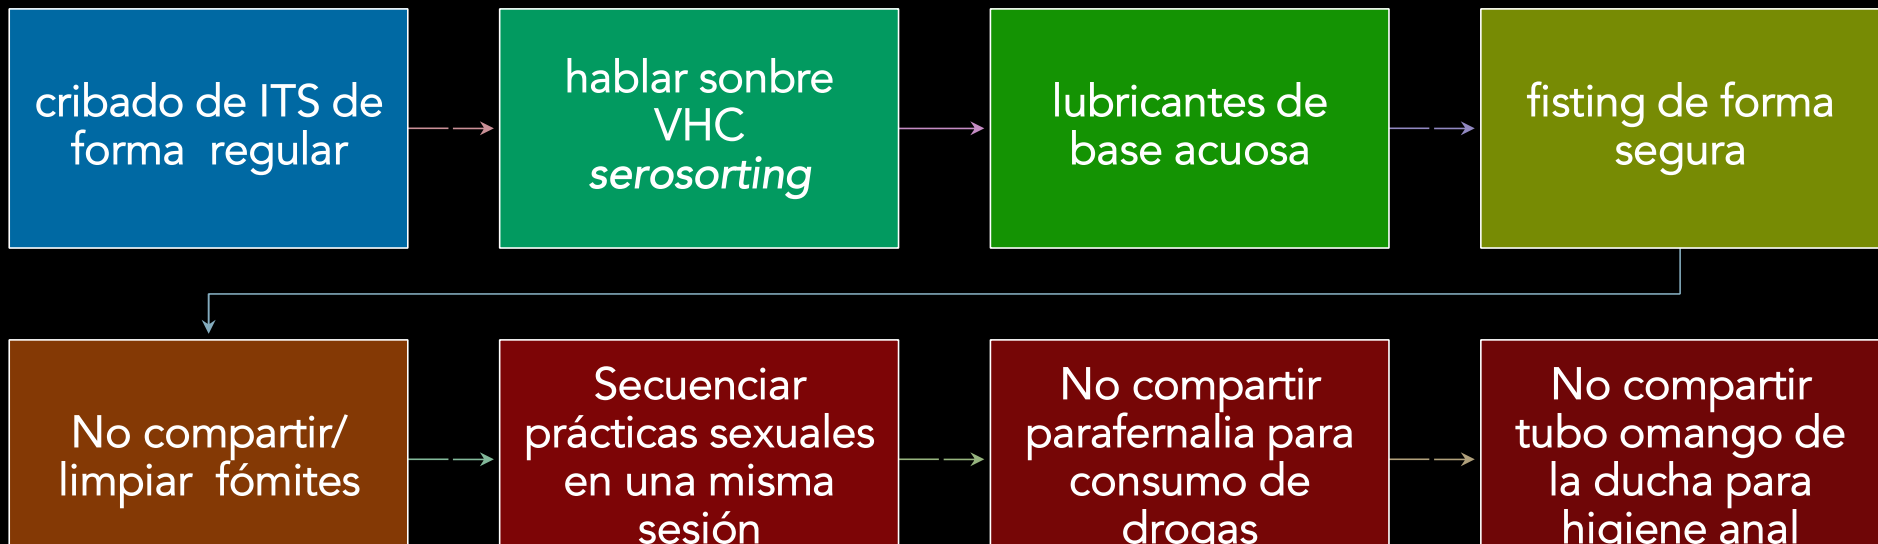 cribado de ITS de
forma regular
hablar sonbre
VHC
serosorting
lubricantes de
base acuosa
fisting de forma
segura
No compartir/
limpiar fómites
Secuenciar
prácticas sexuales
en una misma
sesión
No compartir
parafernalia para
consumo de
drogas
No compartir
tubo omango de
la ducha para
higiene anal